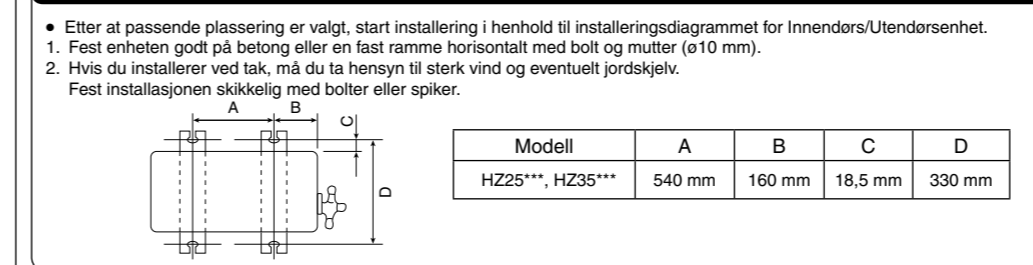 ● Etter at passende plassering er valgt, start installering i henhold til installeringsdiagrammet for Innendørs/Utendørsenhet.
1. Fest enheten godt på betong eller en fast ramme horisontalt med bolt og mutter (ø10 mm).
2. Hvis du installerer ved tak, må du ta hensyn til sterk vind og eventuelt jordskjelv.
Fest installasjonen skikkelig med bolter eller spiker.
A B
C
D
Modell A B C D
HZ25***, HZ35*** 540 mm 160 mm 18,5 mm 330 mm